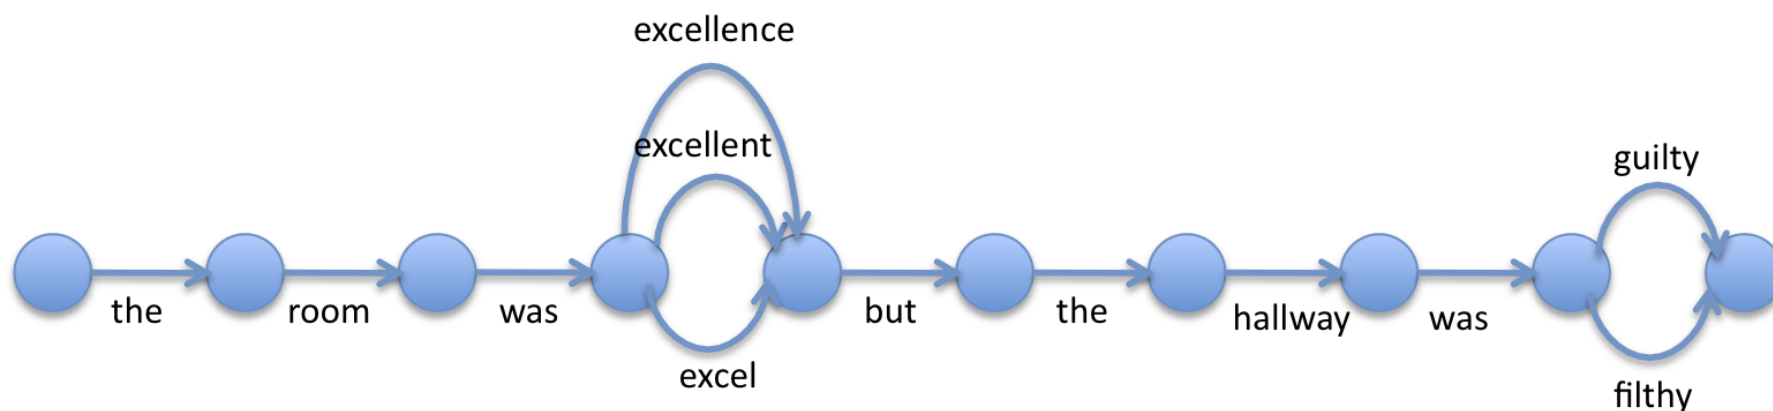 excellence
excellent
guilty
the room was but the hallway was
excel
filthy